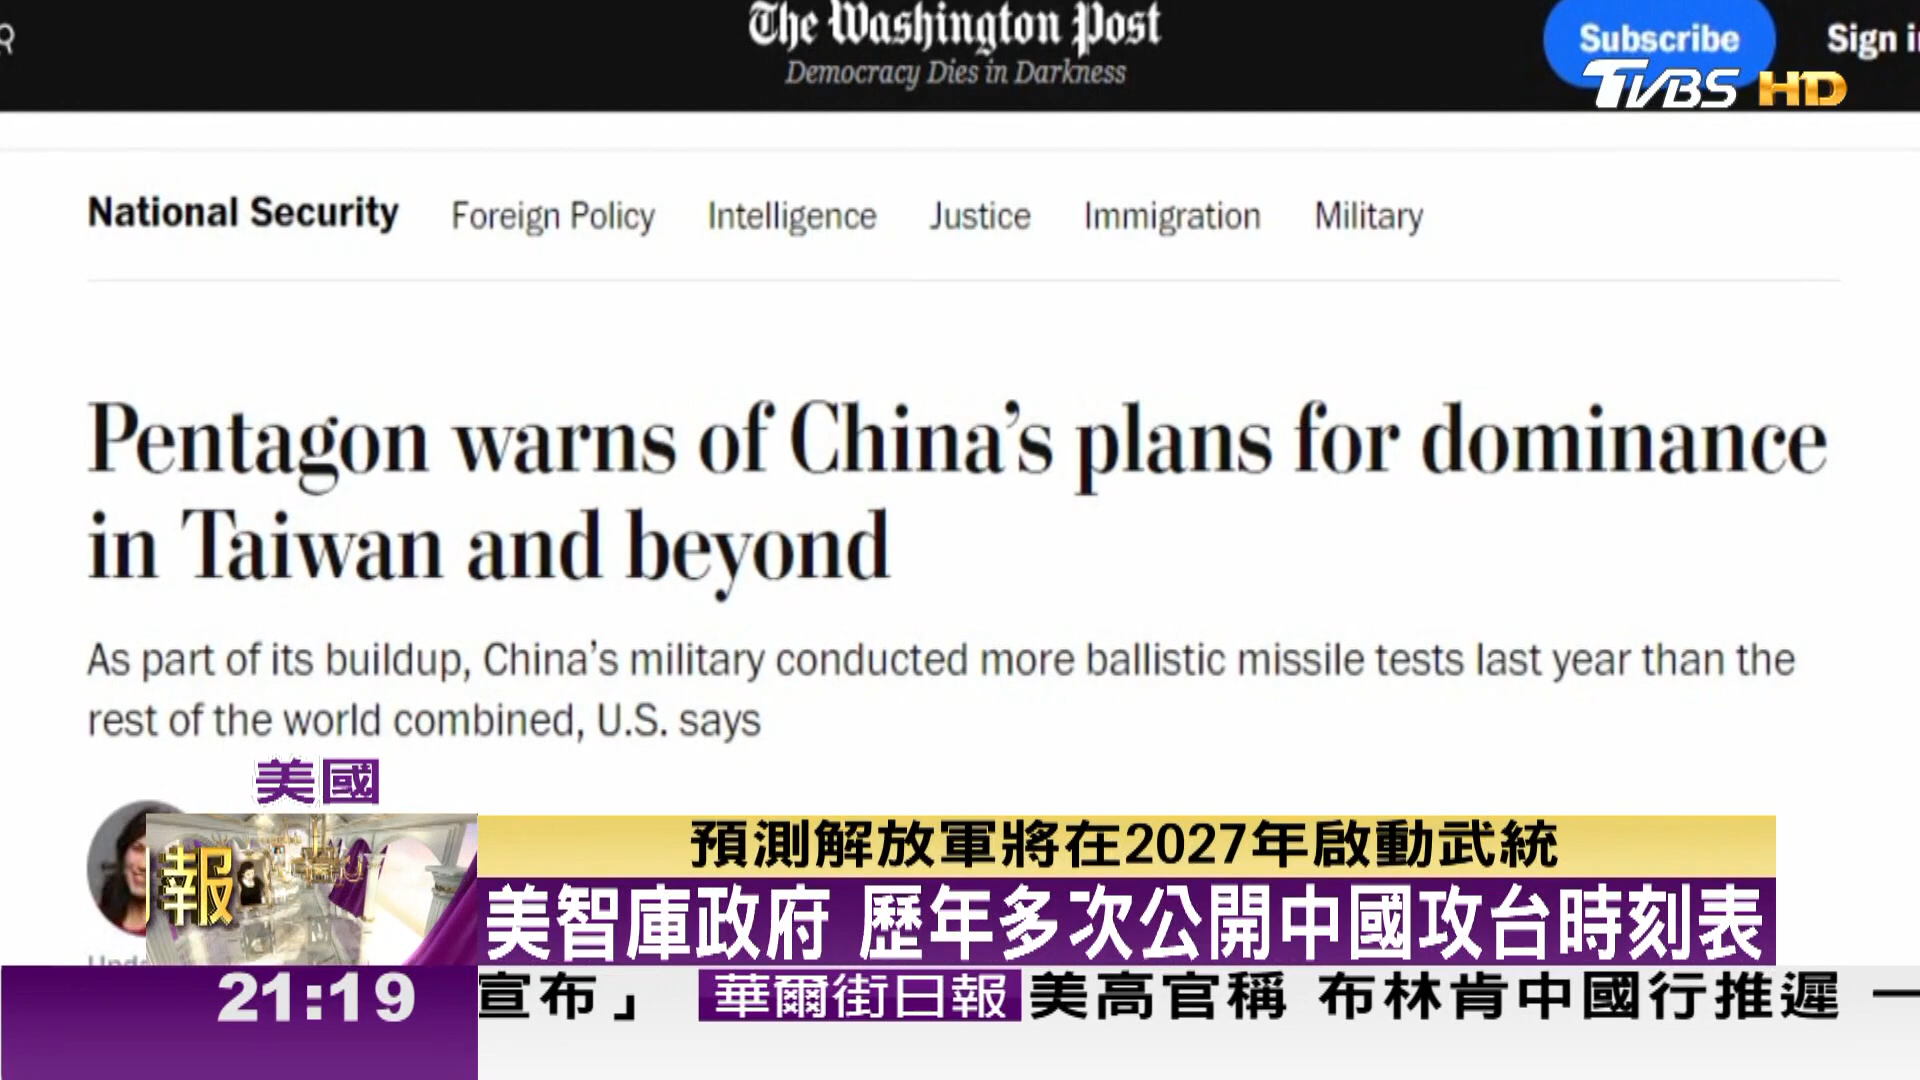 The Washington Post
Democracy Dies in Darkness
Subscribe
Sign i
TVBS HD
National Security Foreign Policy Intelligence Justice Immigration Military
Pentagon warns of China's plans for dominance
in Taiwan and beyond
As part of its buildup, China's military conducted more ballistic missile tests last year than the
rest of the world combined, U.S. says
美國
報
預測解放軍將在2027年啟動武統
美智庫政府 歷年多次公開中國攻台時刻表
21:19
宣布」 華爾街日報 美高官稱 布林肯中國行推遲 一